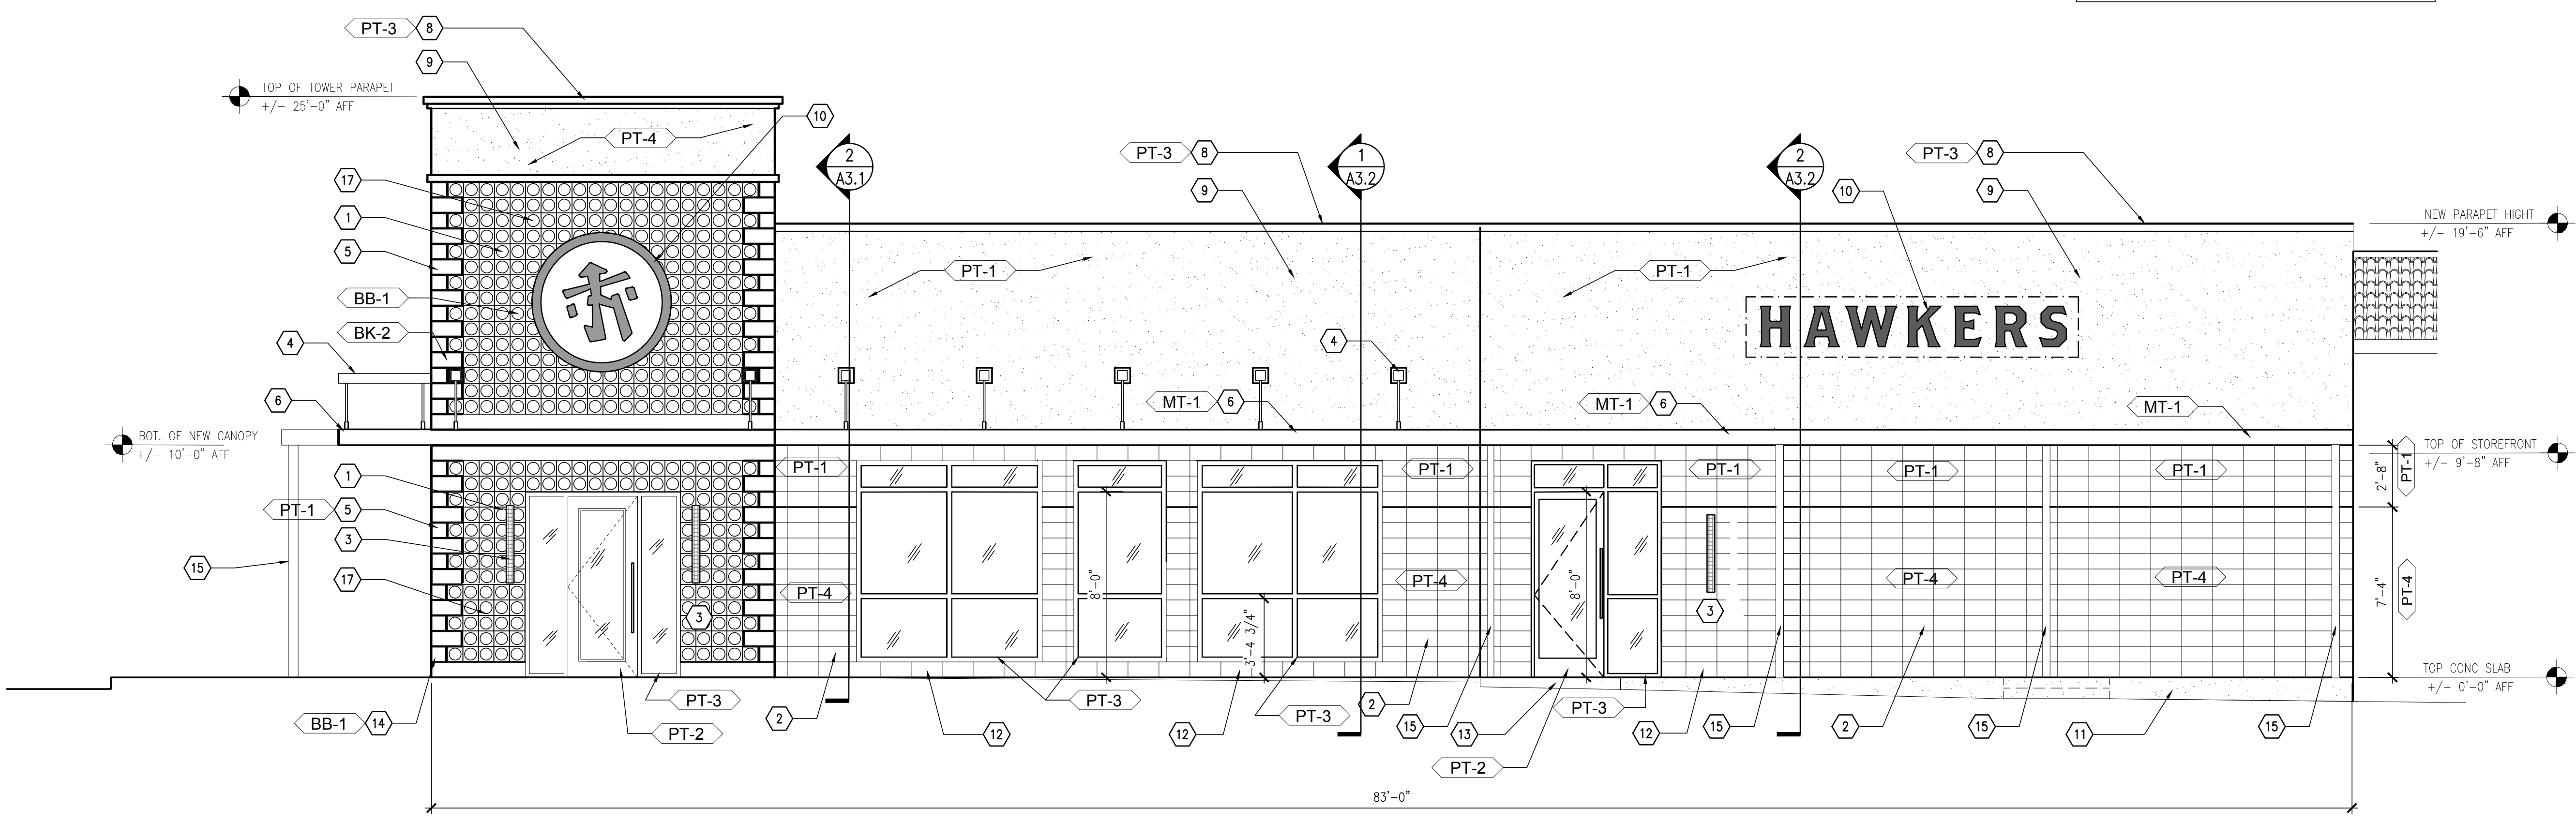 PT-3 8
9
TOP OF TOWER PARAPET
+/- 25'-0" AFF
10
PT-4
2
A3.1
PT-3 8
1
A3.2
2
A3.2
PT-3 8
17
9
10
9
1
NEW PARAPET HIGHT
+/- 19'-6" AFF
5
PT-1
PT-1
BB-1
HAWKERS
BK-2
4
4
6
MT-1 6
MT-1 6
MT-1
BOT. OF NEW CANOPY
+/- 10'-0" AFF
TOP OF STOREFRONT
+/- 9'-8" AFF
1
PT-1
PT-1
PT-1
PT-1
PT-1
2'-8"
PT-1
PT-1 5
3
15
17
PT-4
8'-0"
PT-4
8'-0"
PT-4
PT-4
7'-4"
PT-4
3
3
3'-4 3/4"
TOP CONC SLAB
+/- 0'-0" AFF
PT-3
PT-3
PT-3
2
PT-3
BB-1 14
PT-2
2
12
12
15
13
12
15
2
15
11
15
PT-2
83'-0"